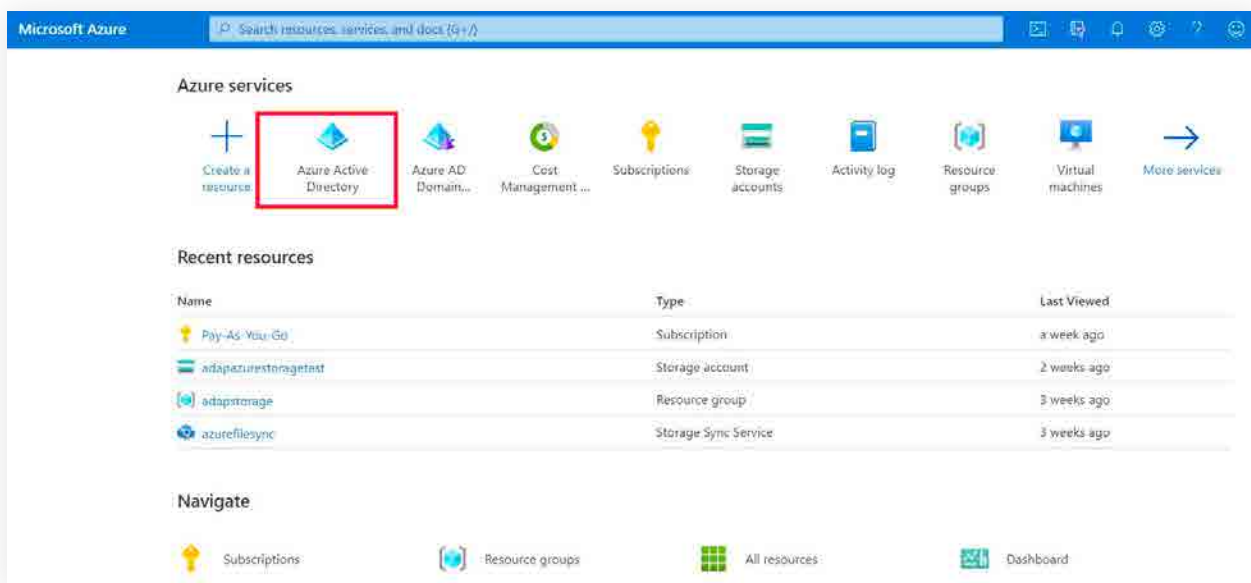 Microsoft Azure
Search resources, services, and docs (G+/)
Azure services
Create a resource
Azure Active Directory
Azure AD Domain...
Cost Management ...
Subscriptions
Storage accounts
Activity log
Resource groups
Virtual machines
More services
Recent resources
Name Type Last Viewed
Pay-As-You-Go Subscription a week ago
adapazurestoragetest Storage account 2 weeks ago
adapstorage Resource group 3 weeks ago
azurefilesync Storage Sync Service 3 weeks ago
Navigate
Subscriptions Resource groups All resources Dashboard